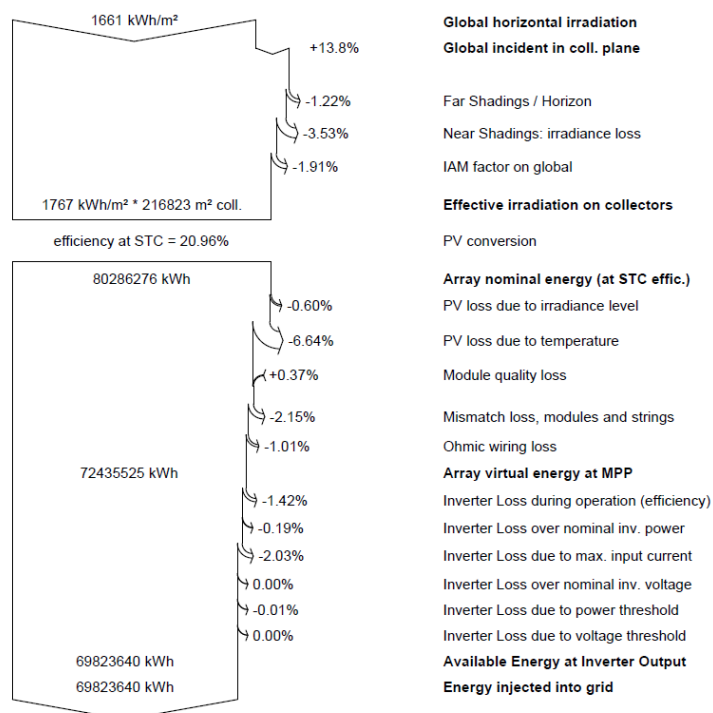 1661 kWh/m² Global horizontal irradiation
+13.8% Global incident in coll. plane
-1.22% Far Shadings / Horizon
-3.53% Near Shadings: irradiance loss
-1.91% IAM factor on global
1767 kWh/m² * 216823 m² coll. Effective irradiation on collectors
efficiency at STC = 20.96% PV conversion
80286276 kWh Array nominal energy (at STC effic.)
-0.60% PV loss due to irradiance level
-6.64% PV loss due to temperature
+0.37% Module quality loss
-2.15% Mismatch loss, modules and strings
-1.01% Ohmic wiring loss
72435525 kWh Array virtual energy at MPP
-1.42% Inverter Loss during operation (efficiency)
-0.19% Inverter Loss over nominal inv. power
-2.03% Inverter Loss due to max. input current
0.00% Inverter Loss over nominal inv. voltage
-0.01% Inverter Loss due to power threshold
0.00% Inverter Loss due to voltage threshold
69823640 kWh Available Energy at Inverter Output
69823640 kWh Energy injected into grid